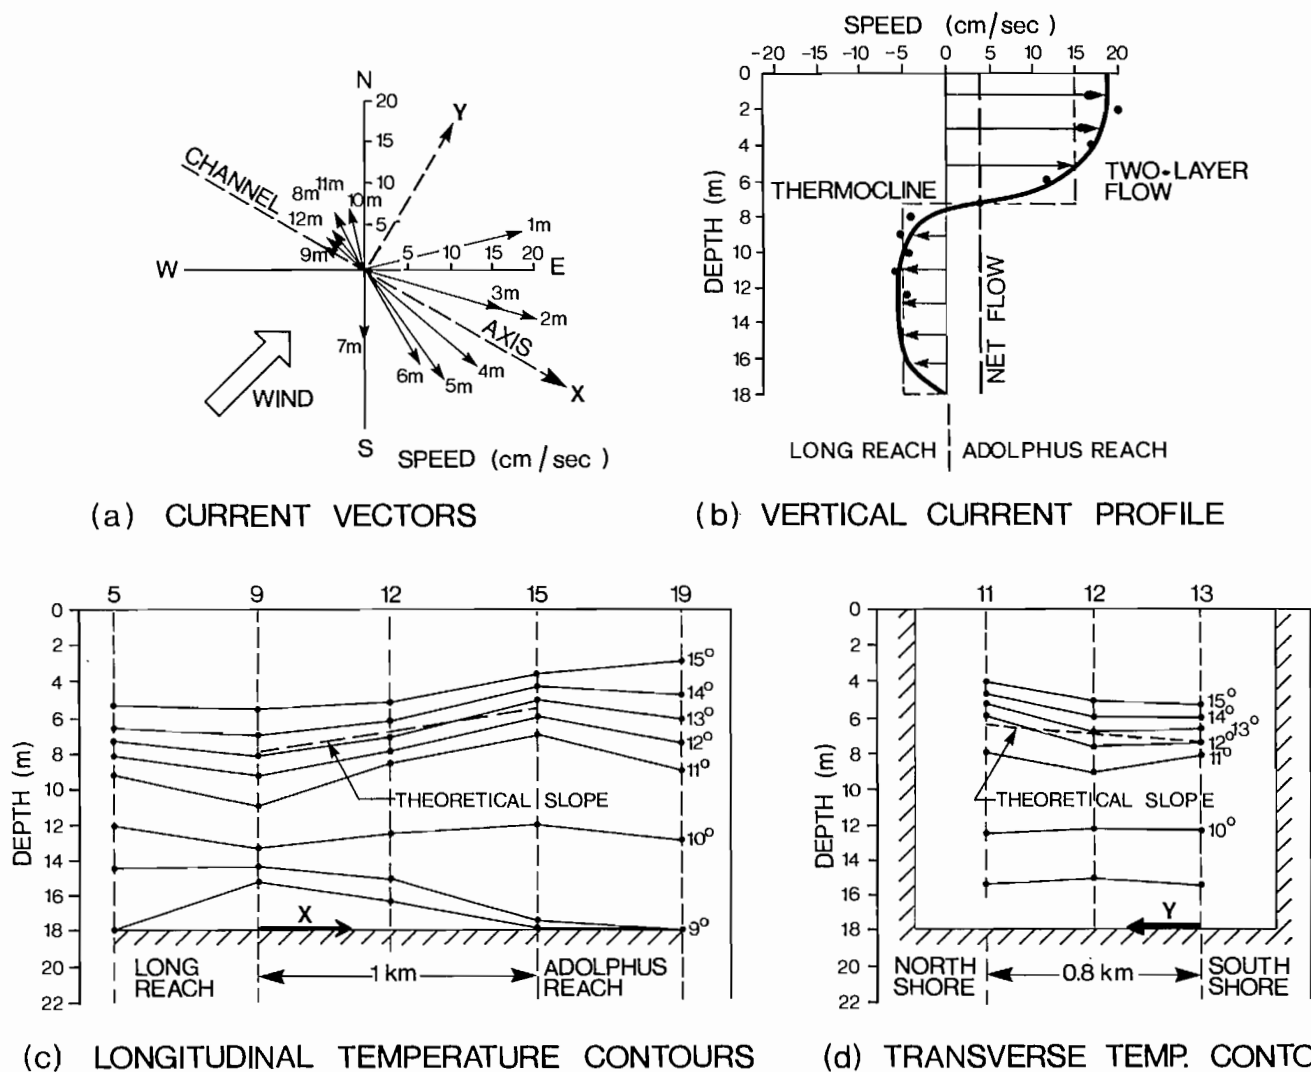 N
20
15
10
5
Y
CHANNEL
8m
11m
10m
12m
9m
1m
W
5 10 15 20
E
3m
2m
AXIS
7m
6m
5m
4m
X
WIND
S
SPEED (cm/sec)
(a) CURRENT VECTORS
SPEED (cm/sec)
-20 -15 -10 -5 0 5 10 15 20
0
2
4
6
8
10
12
14
16
18
DEPTH (m)
THERMOCLINE
TWO-LAYER
FLOW
NET FLOW
LONG REACH
ADOLPHUS REACH
(b) VERTICAL CURRENT PROFILE
5 9 12 15 19
0
2
4
6
8
10
12
14
16
18
20
22
DEPTH (m)
15°
14°
13°
12°
11°
10°
9°
THEORETICAL SLOPE
X
LONG
REACH
1 km
ADOLPHUS
REACH
(c) LONGITUDINAL TEMPERATURE CONTOURS
11 12 13
0
2
4
6
8
10
12
14
16
18
20
22
DEPTH (m)
15°
14°
13°
12°
11°
10°
THEORETICAL SLOPE
Y
NORTH
SHORE
0.8 km
SOUTH
SHORE
(d) TRANSVERSE TEMP. CONTO